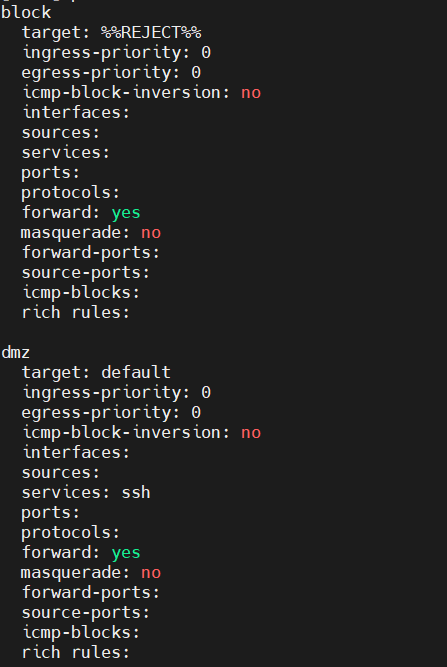 block
  target: %%REJECT%%
  ingress-priority: 0
  egress-priority: 0
  icmp-block-inversion: no
  interfaces:
  sources:
  services:
  ports:
  protocols:
  forward: yes
  masquerade: no
  forward-ports:
  source-ports:
  icmp-blocks:
  rich rules:

dmz
  target: default
  ingress-priority: 0
  egress-priority: 0
  icmp-block-inversion: no
  interfaces:
  sources:
  services: ssh
  ports:
  protocols:
  forward: yes
  masquerade: no
  forward-ports:
  source-ports:
  icmp-blocks:
  rich rules: